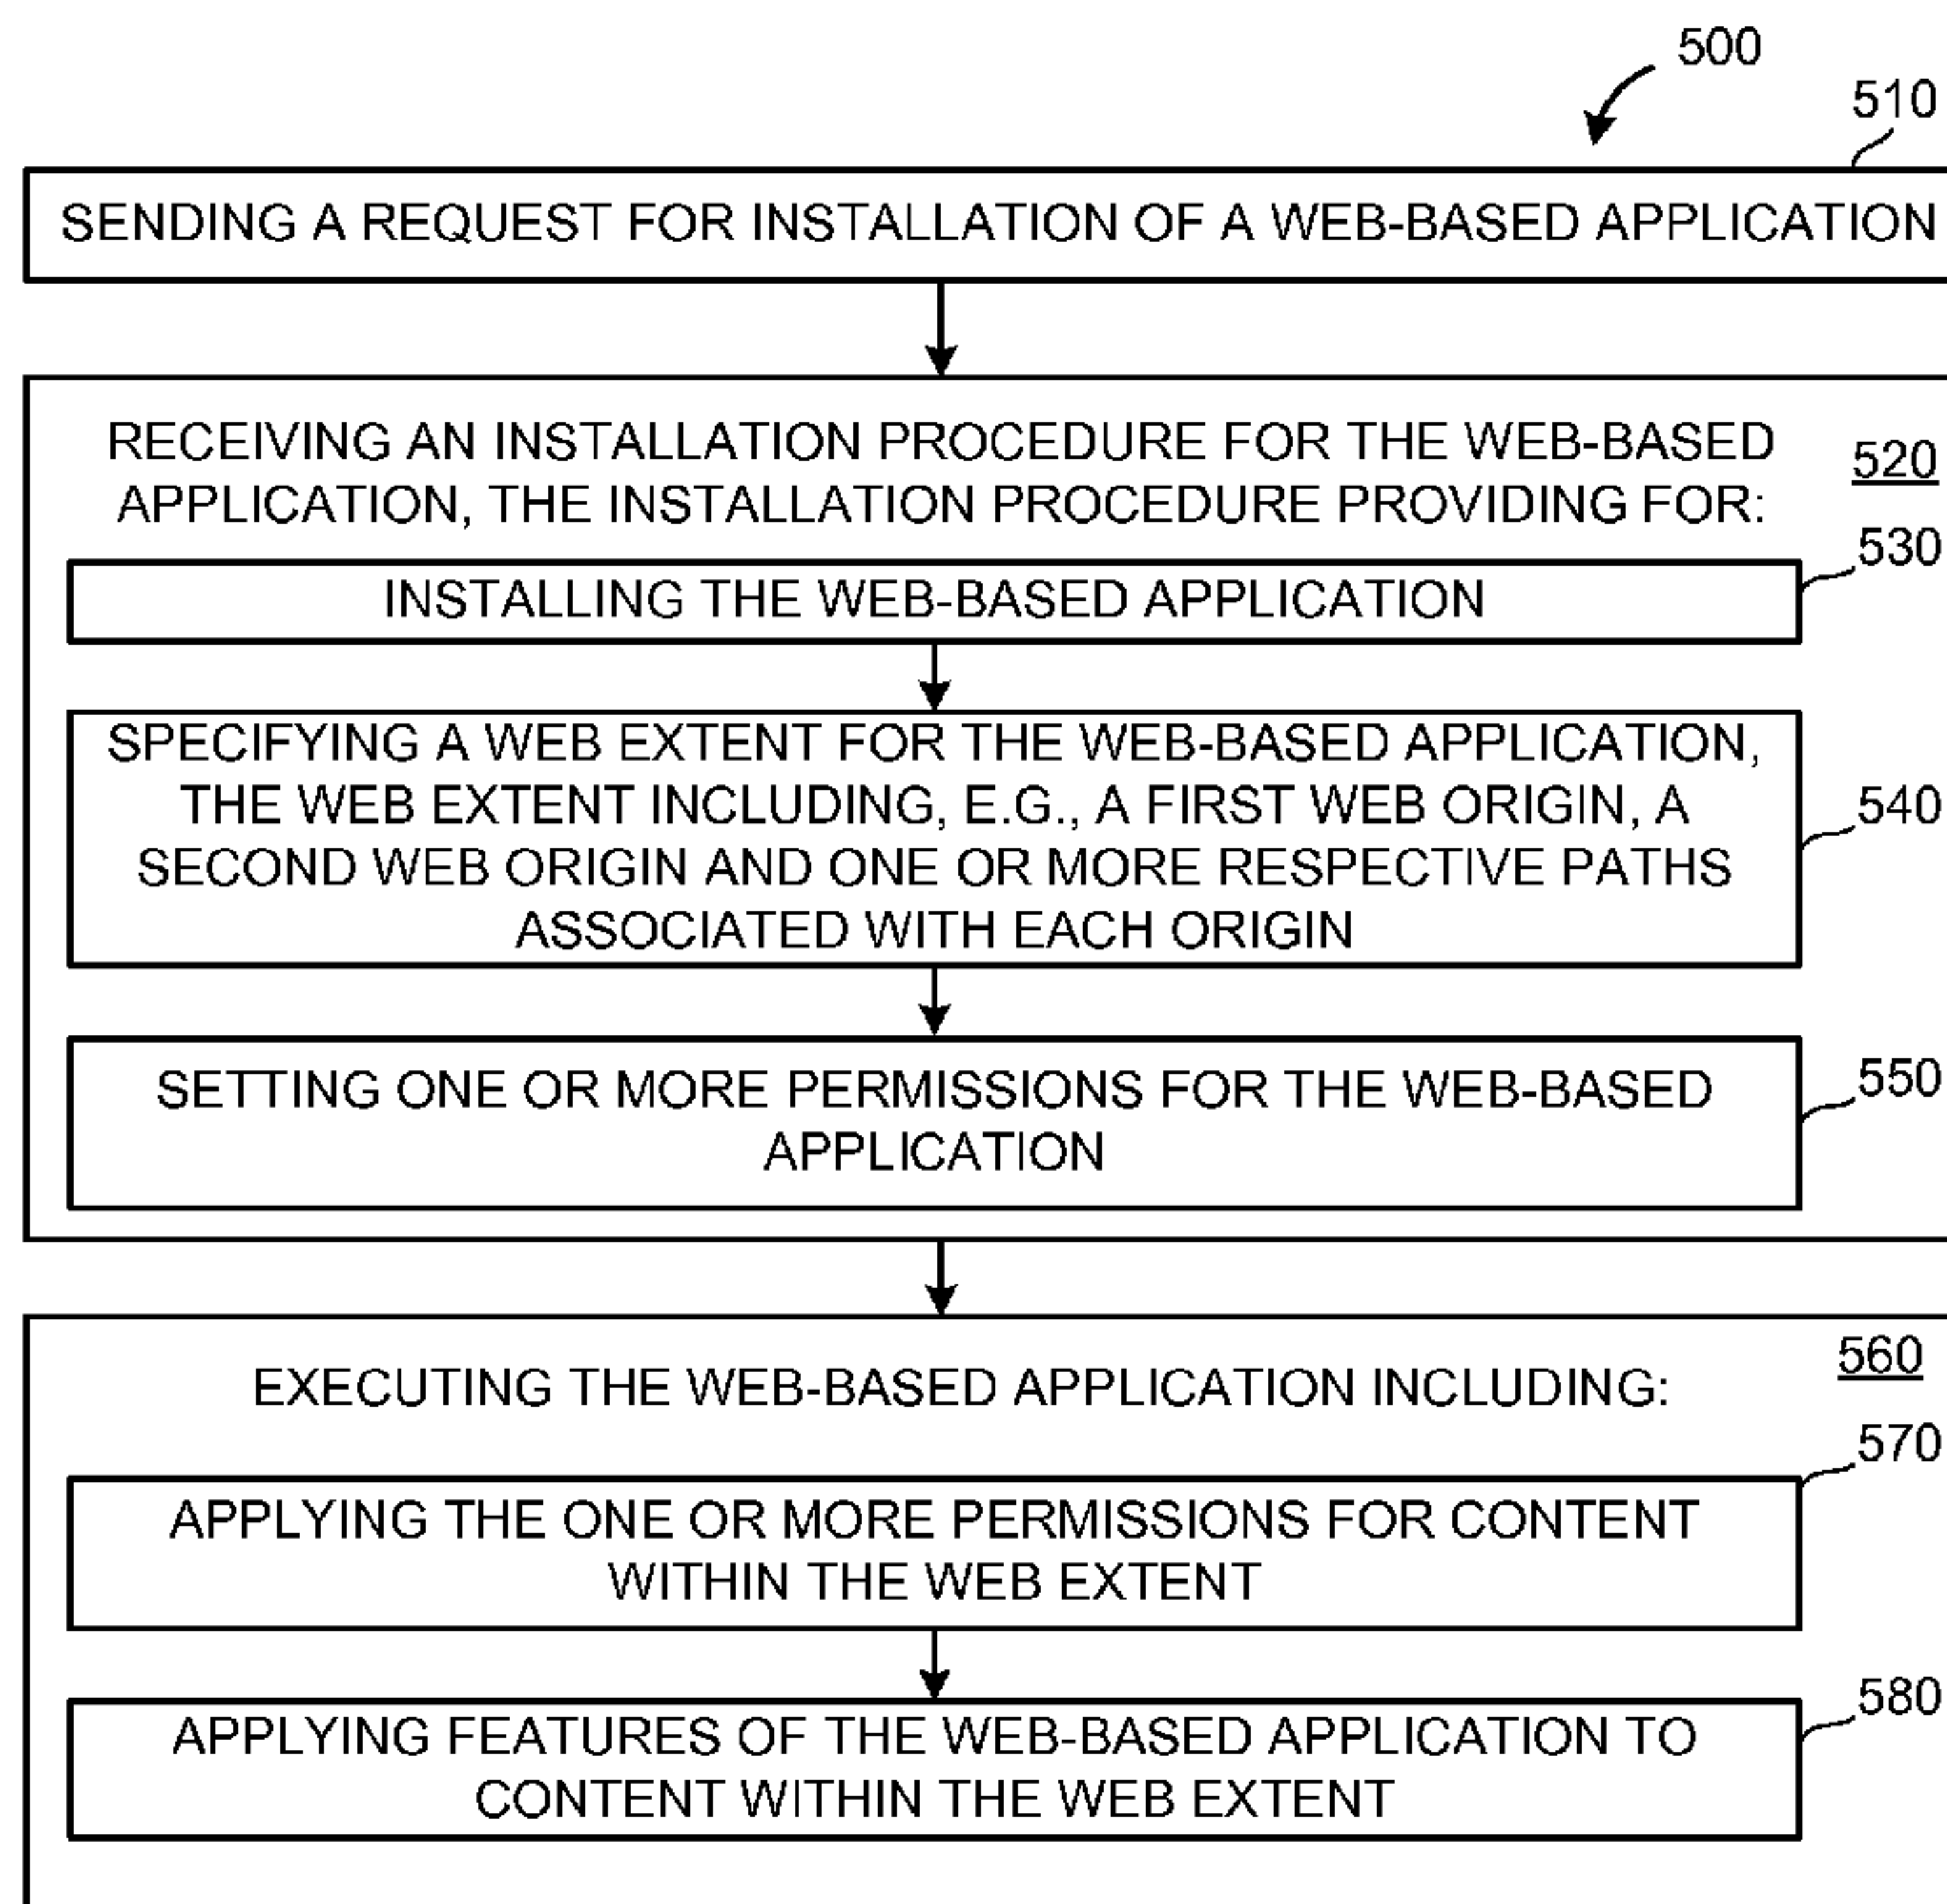 500
510
SENDING A REQUEST FOR INSTALLATION OF A WEB-BASED APPLICATION
RECEIVING AN INSTALLATION PROCEDURE FOR THE WEB-BASED
APPLICATION, THE INSTALLATION PROCEDURE PROVIDING FOR:
520
530
INSTALLING THE WEB-BASED APPLICATION
SPECIFYING A WEB EXTENT FOR THE WEB-BASED APPLICATION,
THE WEB EXTENT INCLUDING, E.G., A FIRST WEB ORIGIN, A
SECOND WEB ORIGIN AND ONE OR MORE RESPECTIVE PATHS
ASSOCIATED WITH EACH ORIGIN
540
SETTING ONE OR MORE PERMISSIONS FOR THE WEB-BASED
APPLICATION
550
560
EXECUTING THE WEB-BASED APPLICATION INCLUDING:
570
APPLYING THE ONE OR MORE PERMISSIONS FOR CONTENT
WITHIN THE WEB EXTENT
580
APPLYING FEATURES OF THE WEB-BASED APPLICATION TO
CONTENT WITHIN THE WEB EXTENT